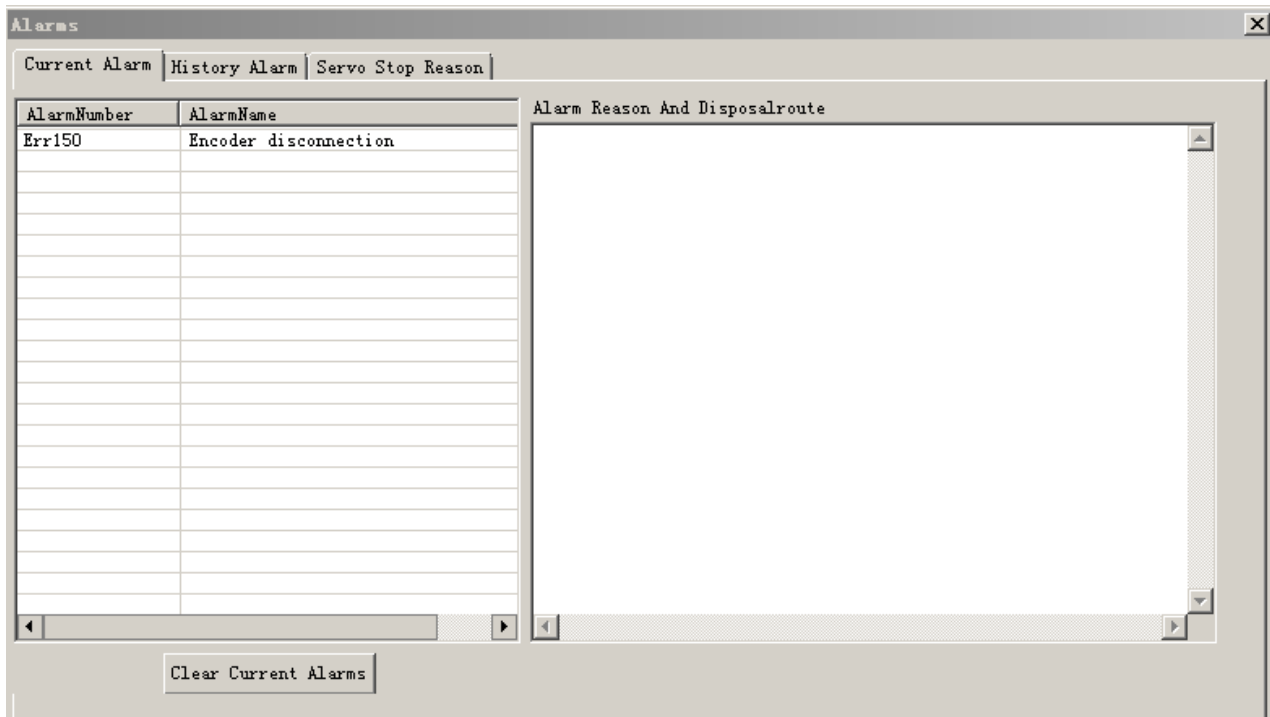 Alarms
Current Alarm History Alarm Servo Stop Reason
Alarm Reason And Disposalroute
AlarmNumber AlarmName
Err150 Encoder disconnection
Clear Current Alarms